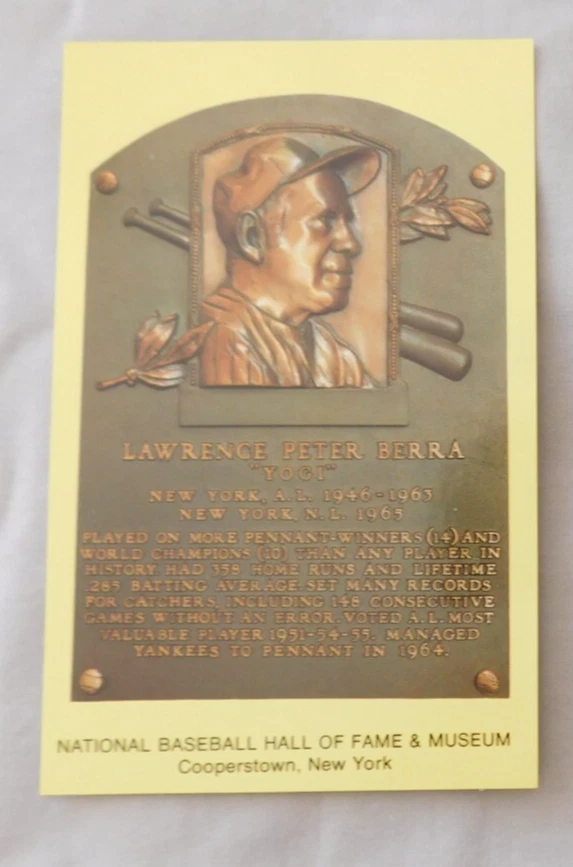 LAWRENCE PETER BERRA
"YOGI"
NEW YORK, A.L. 1946-1963
NEW YORK, N.L. 1965
PLAYED ON MORE PENNANT-WINNERS (14) AND
WORLD CHAMPIONS (10) THAN ANY PLAYER IN
HISTORY. HAD 358 HOME RUNS AND LIFETIME
.285 BATTING AVERAGE. SET MANY RECORDS
FOR CATCHERS, INCLUDING 148 CONSECUTIVE
GAMES WITHOUT AN ERROR. VOTED A.L. MOST
VALUABLE PLAYER 1951-54-55. MANAGED
YANKEES TO PENNANT IN 1964.
NATIONAL BASEBALL HALL OF FAME & MUSEUM
Cooperstown, New York